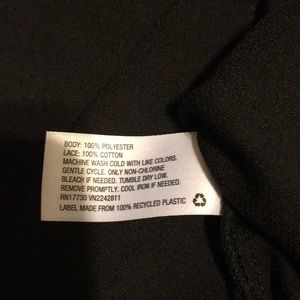 BODY: 100% POLYESTER
LACE: 100% COTTON
MACHINE WASH COLD WITH LIKE COLORS.
GENTLE CYCLE. ONLY NON-CHLORINE
BLEACH IF NEEDED. TUMBLE DRY LOW.
REMOVE PROMPTLY. COOL IRON IF NEEDED.
RN17730 VN2242811
LABEL MADE FROM 100% RECYCLED PLASTIC